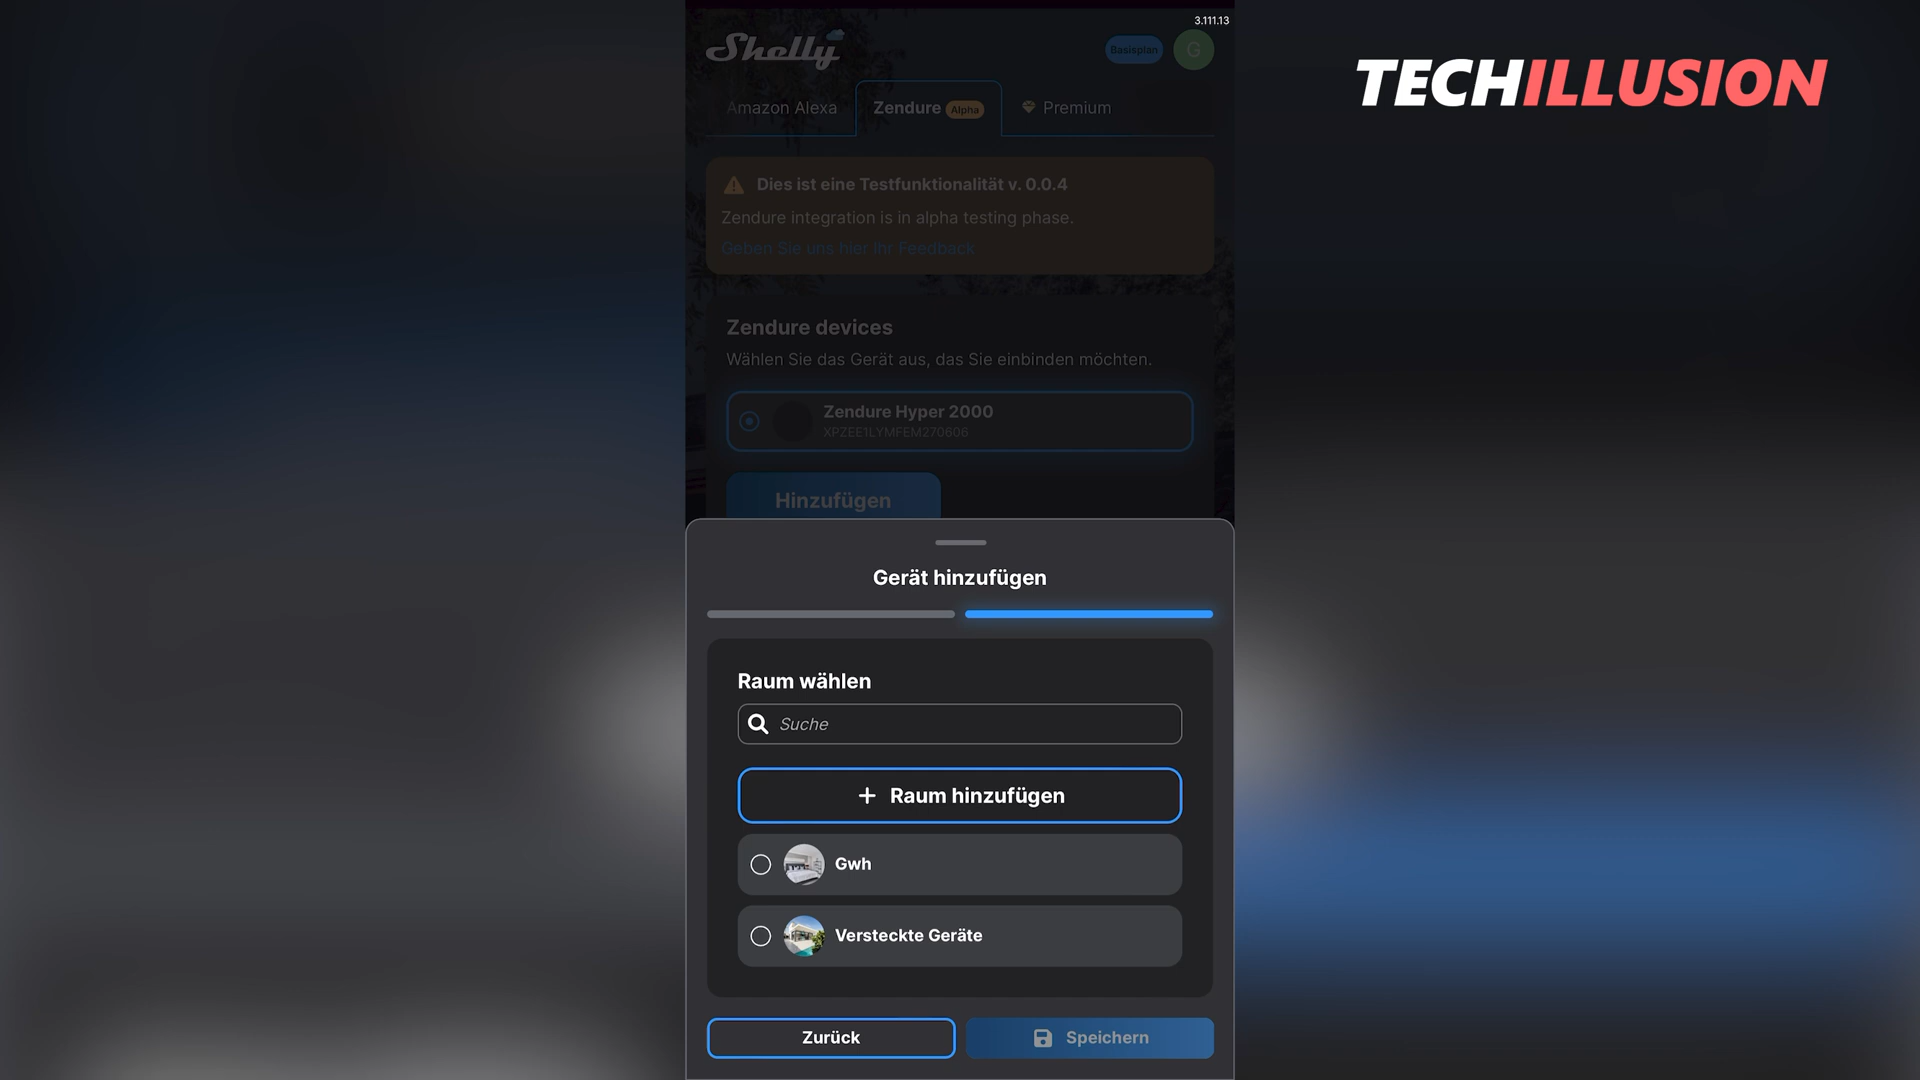 3.111.13
TECHILLUSION
Shelly
Basisplan
G
Amazon Alexa
Zendure Alpha
Premium
Dies ist eine Testfunktionalität v. 0.0.4
Zendure integration is in alpha testing phase.
Geben Sie uns hier Ihr Feedback
Zendure devices
Wählen Sie das Gerät aus, das Sie einbinden möchten.
Zendure Hyper 2000
XPZEE1LYMFEM270606
Hinzufügen
Gerät hinzufügen
Raum wählen
Suche
+ Raum hinzufügen
Gwh
Versteckte Geräte
Zurück
Speichern